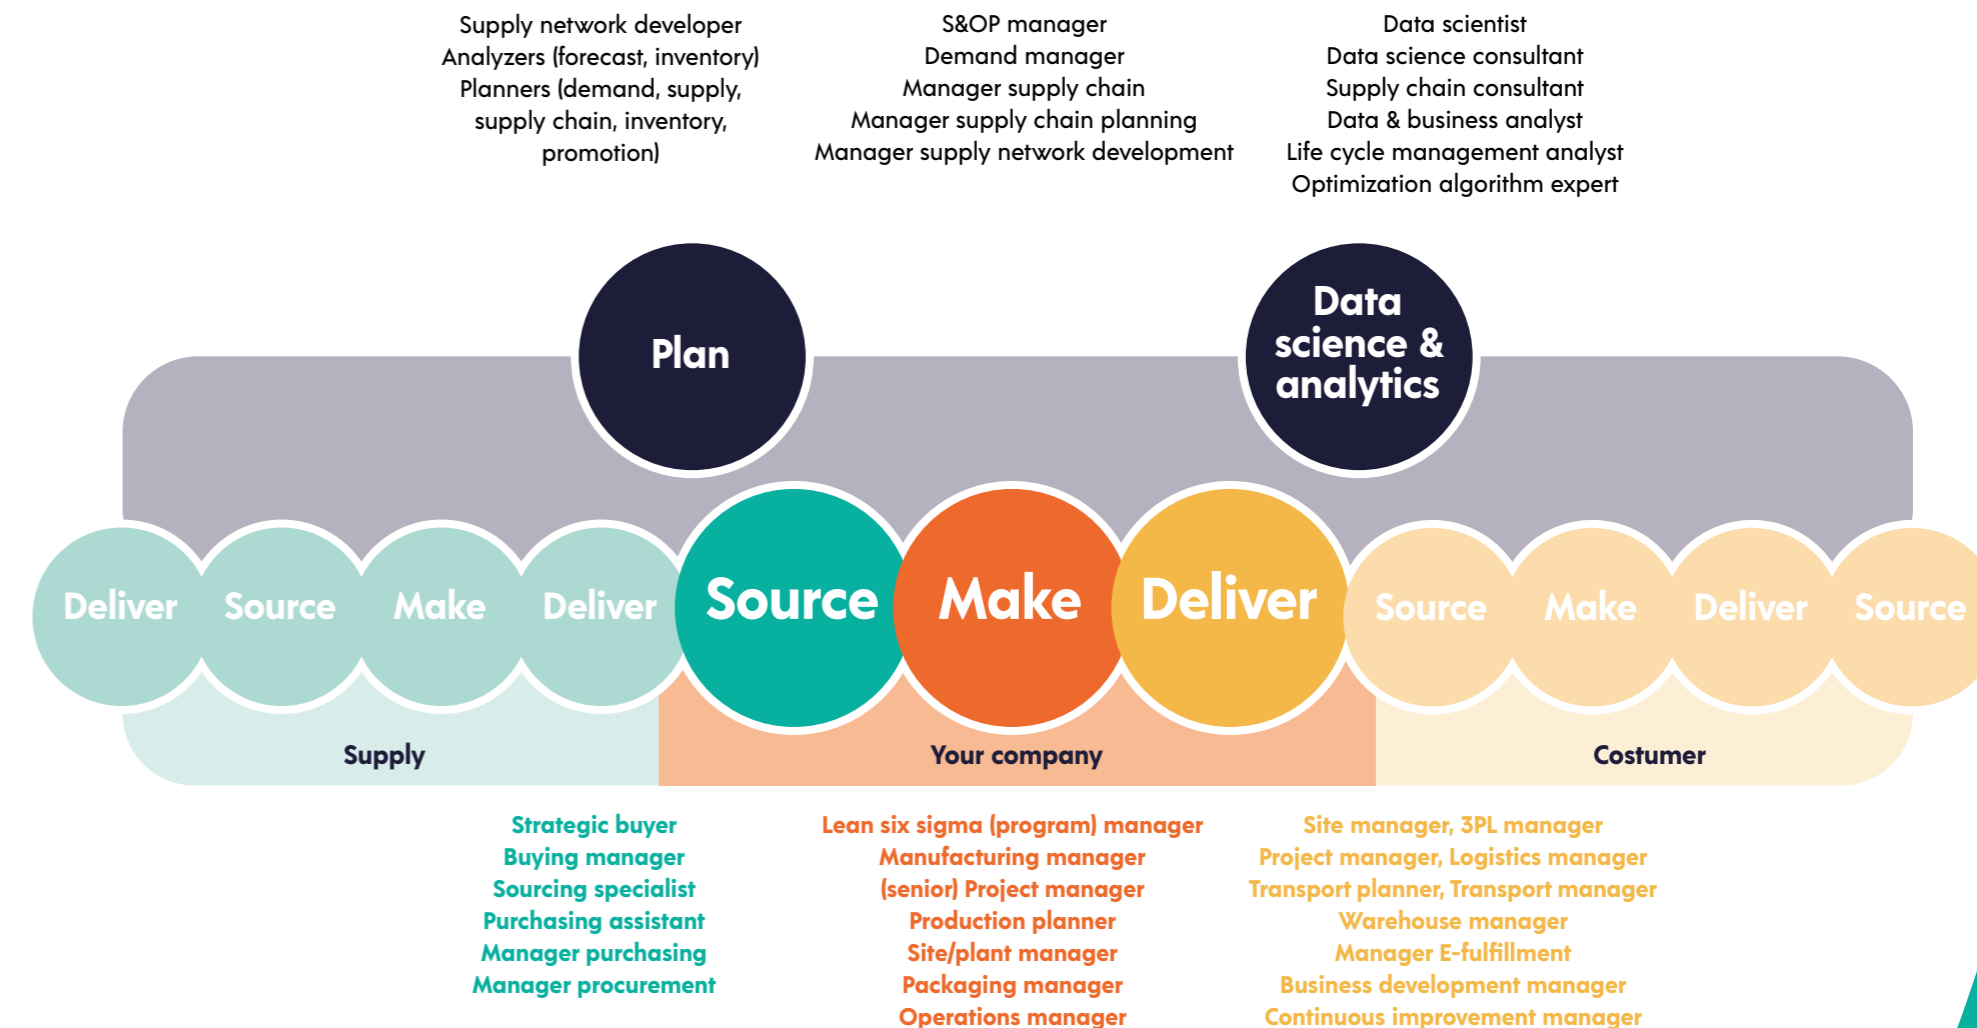 Supply network developer
Analyzers (forecast, inventory)
Planners (demand, supply,
supply chain, inventory,
promotion)
S&OP manager
Demand manager
Manager supply chain
Manager supply chain planning
Manager supply network development
Data scientist
Data science consultant
Supply chain consultant
Data & business analyst
Life cycle management analyst
Optimization algorithm expert
Plan
Data
science &
analytics
Deliver
Source
Make
Deliver
Source
Make
Deliver
Source
Make
Deliver
Source
Supply
Your company
Costumer
Strategic buyer
Buying manager
Sourcing specialist
Purchasing assistant
Manager purchasing
Manager procurement
Lean six sigma (program) manager
Manufacturing manager
(senior) Project manager
Production planner
Site/plant manager
Packaging manager
Operations manager
Site manager, 3PL manager
Project manager, Logistics manager
Transport planner, Transport manager
Warehouse manager
Manager E-fulfillment
Business development manager
Continuous improvement manager